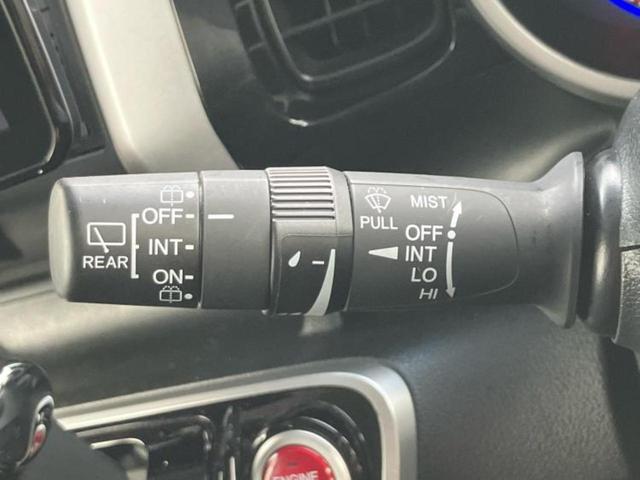 REAR
OFF
INT
ON
PULL
MIST
OFF
INT
LO
HI
ENGINE